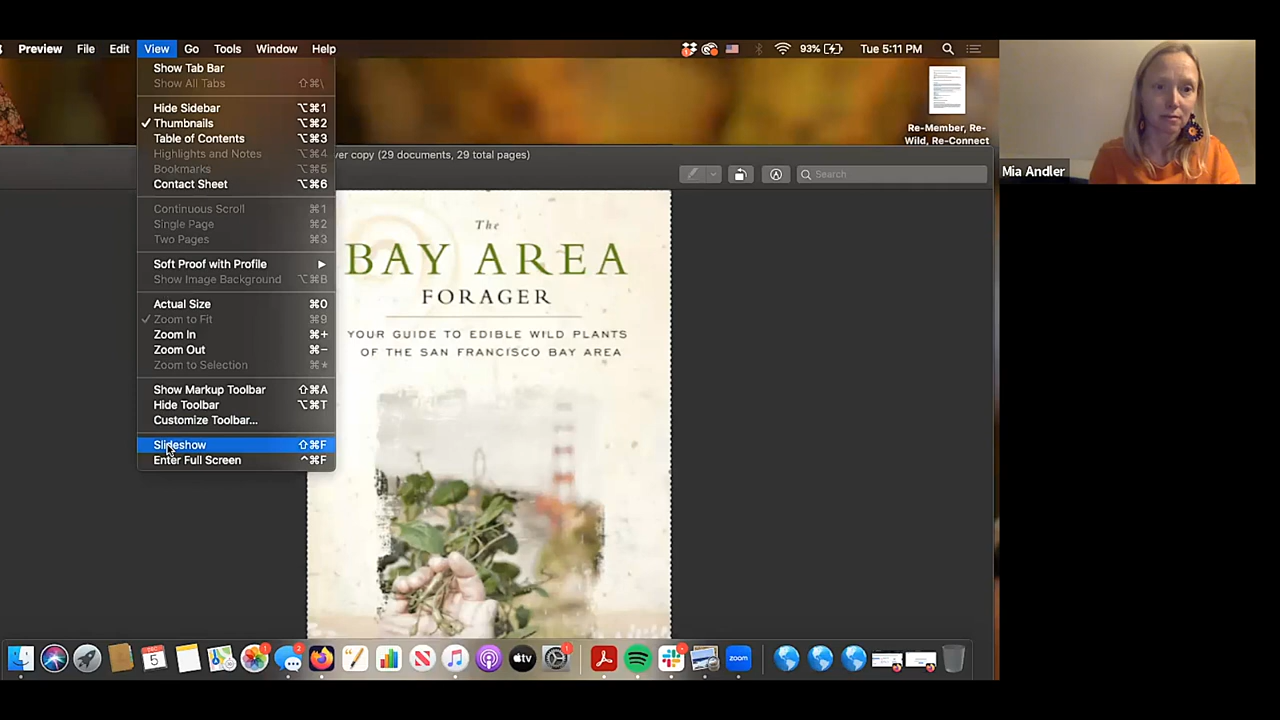 Preview File Edit View Go Tools Window Help 93% Tue 5:11 PM
Show Tab Bar
Show All Tabs ⇧⌘\
Hide Sidebar ⌥⌘1
✓ Thumbnails ⌥⌘2
Table of Contents ⌥⌘3
Highlights and Notes ⌥⌘4
Bookmarks ⌥⌘5
Contact Sheet ⌥⌘6
Continuous Scroll ⌘1
Single Page ⌘2
Two Pages ⌘3
Soft Proof with Profile ▶
Show Image Background ⌥⌘B
Actual Size ⌘0
✓ Zoom to Fit ⌘9
Zoom In ⌘+
Zoom Out ⌘−
Zoom to Selection ⌘*
Show Markup Toolbar ⇧⌘A
Hide Toolbar ⌥⌘T
Customize Toolbar...
Slideshow ⇧⌘F
Enter Full Screen ^⌘F
Re-Member, Re-
Wild, Re-Connect
copy (29 documents, 29 total pages)
Search
The
BAY AREA
FORAGER
YOUR GUIDE TO EDIBLE WILD PLANTS
OF THE SAN FRANCISCO BAY AREA
Mia Andler
5
tv
zoom